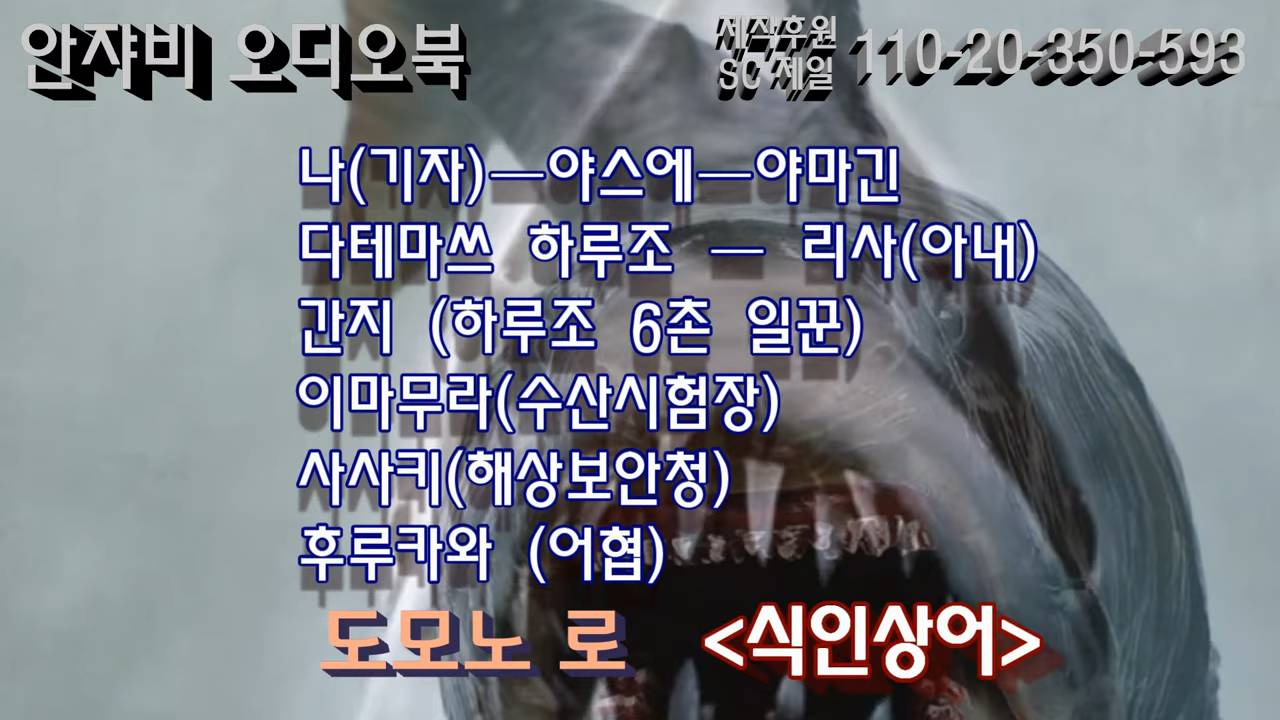 안쟈비 오디오북
제작후원
SC 제일 110-20-350-593
나(기자)—야스에—야마긴
다테마쓰 하루조 — 리사(아내)
간지 (하루조 6촌 일꾼)
이마무라(수산시험장)
사사키(해상보안청)
후루카와 (어협)
도모노 로 <식인상어>